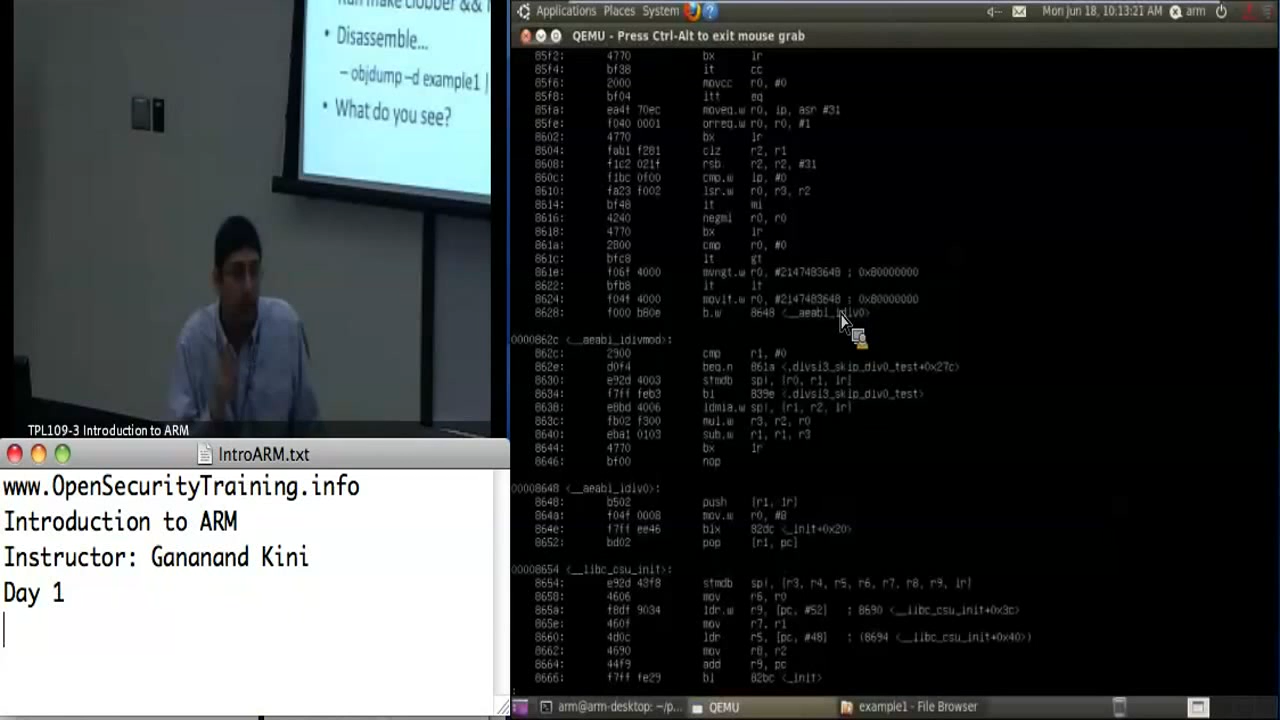 Run make clobber &&
• Disassemble...
– objdump –d example1 |
• What do you see?
TPL109-3 Introduction to ARM
IntroARM.txt
www.OpenSecurityTraining.info
Introduction to ARM
Instructor: Gananand Kini
Day 1
Applications Places System Mon Jun 18, 10:13:21 AM arm
QEMU - Press Ctrl-Alt to exit mouse grab
85f2: 4770 bx lr
85f4: bf38 it cc
85f6: 2000 movcc r0, #0
85f8: bf04 itt eq
85fa: ea4f 70ec moveq.w r0, ip, asr #31
85fe: f040 0001 orreq.w r0, r0, #1
8602: 4770 bx lr
8604: fab1 f281 clz r2, r1
8608: f1c2 021f rsb r2, r2, #31
860c: f1bc 0f00 cmp.w ip, #0
8610: fa23 f002 lsr.w r0, r3, r2
8614: bf48 it mi
8616: 4240 negmi r0, r0
8618: 4770 bx lr
861a: 2800 cmp r0, #0
861c: bfc8 it gt
861e: f06f 4000 mvngt.w r0, #2147483648 ; 0x80000000
8622: bfb8 it lt
8624: f04f 4000 movlt.w r0, #2147483648 ; 0x80000000
8628: f000 b80e b.w 8648 <__aeabi_idiv0>
0000862c <__aeabi_idivmod>:
862c: 2900 cmp r1, #0
862e: d0f4 beq.n 861a <.divsi3_skip_div0_test+0x27c>
8630: e92d 4003 stmdb sp!, {r0, r1, lr}
8634: f7ff feb3 bl 839e <.divsi3_skip_div0_test>
8638: e8bd 4006 ldmia.w sp!, {r1, r2, lr}
863c: fb02 f300 mul.w r3, r2, r0
8640: eba1 0103 sub.w r1, r1, r3
8644: 4770 bx lr
8646: bf00 nop
00008648 <__aeabi_idiv0>:
8648: b502 push {r1, lr}
864a: f04f 0008 mov.w r0, #8
864e: f7ff ee46 blx 82dc <_init+0x20>
8652: bd02 pop {r1, pc}
00008654 <__libc_csu_init>:
8654: e92d 43f8 stmdb sp!, {r3, r4, r5, r6, r7, r8, r9, lr}
8658: 4606 mov r6, r0
865a: f8df 9034 ldr.w r9, [pc, #52] ; 8690 <__libc_csu_init+0x3c>
865e: 460f mov r7, r1
8660: 4d0c ldr r5, [pc, #48] ; (8694 <__libc_csu_init+0x40>)
8662: 4690 mov r8, r2
8664: 44f9 add r9, pc
8666: f7ff fe29 bl 82bc <_init>
:
arm@arm-desktop: ~/p... QEMU example1 - File Browser